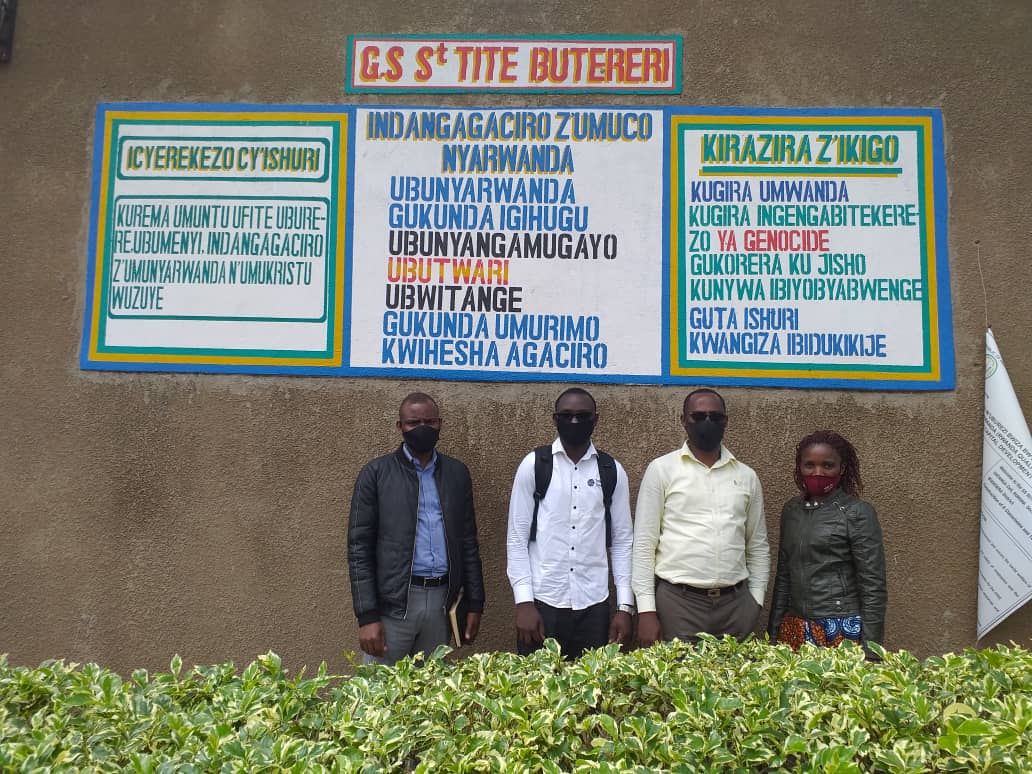 G.S St TITE BUTERERI
ICYEREKEZO CY'ISHURI
KUREMA UMUNTU UFITE UBURE-
RE.UBUMENYI. INDANGAGACIRO
Z'UMUNYARWANDA N'UMUKRISTU
WUZUYE
INDANGAGACIRO Z'UMUCO
NYARWANDA
UBUNYARWANDA
GUKUNDA IGIHUGU
UBUNYANGAMUGAYO
UBUTWARI
UBWITANGE
GUKUNDA UMURIMO
KWIHESHA AGACIRO
KIRAZIRA Z'IKIGO
KUGIRA UMWANDA
KUGIRA INGENGABITEKERE-
ZO YA GENOCIDE
GUKORERA KU JISHO
KUNYWA IBIYOBYABWENGE
GUTA ISHURI
KWANGIZA IBIDUKIKIJE